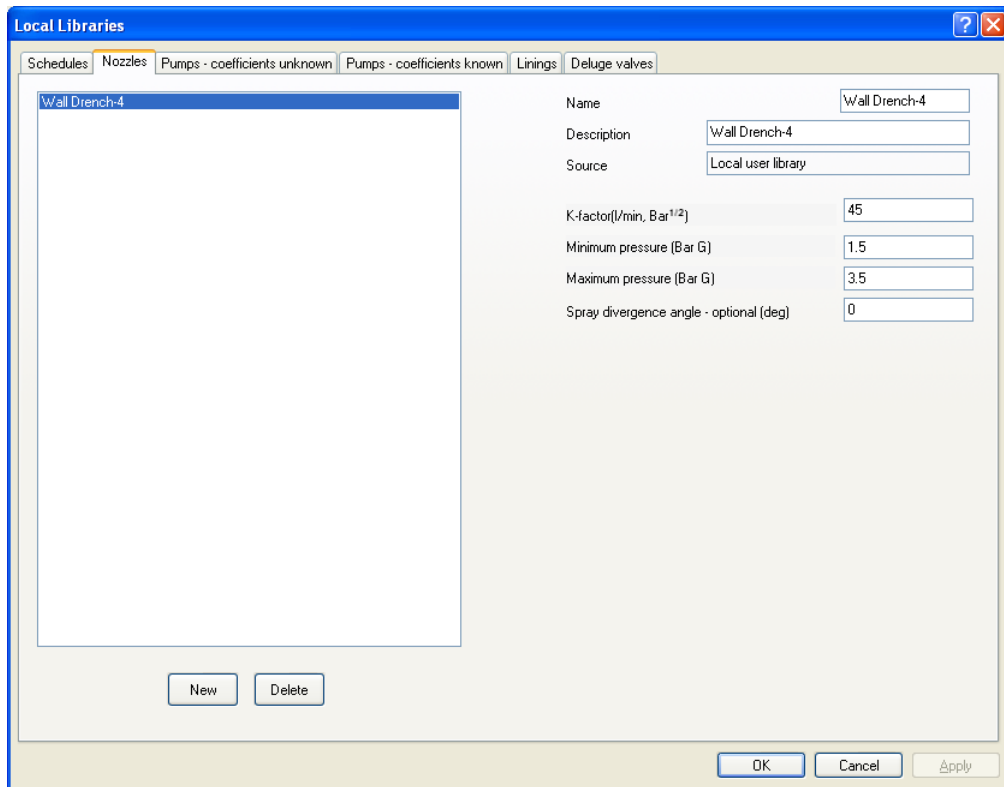 Local Libraries
Schedules Nozzles Pumps - coefficients unknown Pumps - coefficients known Linings Deluge valves
Wall Drench-4
Name Wall Drench-4
Description Wall Drench-4
Source Local user library
K-factor(l/min, Bar¹/²) 45
Minimum pressure (Bar G) 1.5
Maximum pressure (Bar G) 3.5
Spray divergence angle - optional (deg) 0
New Delete
OK Cancel Apply